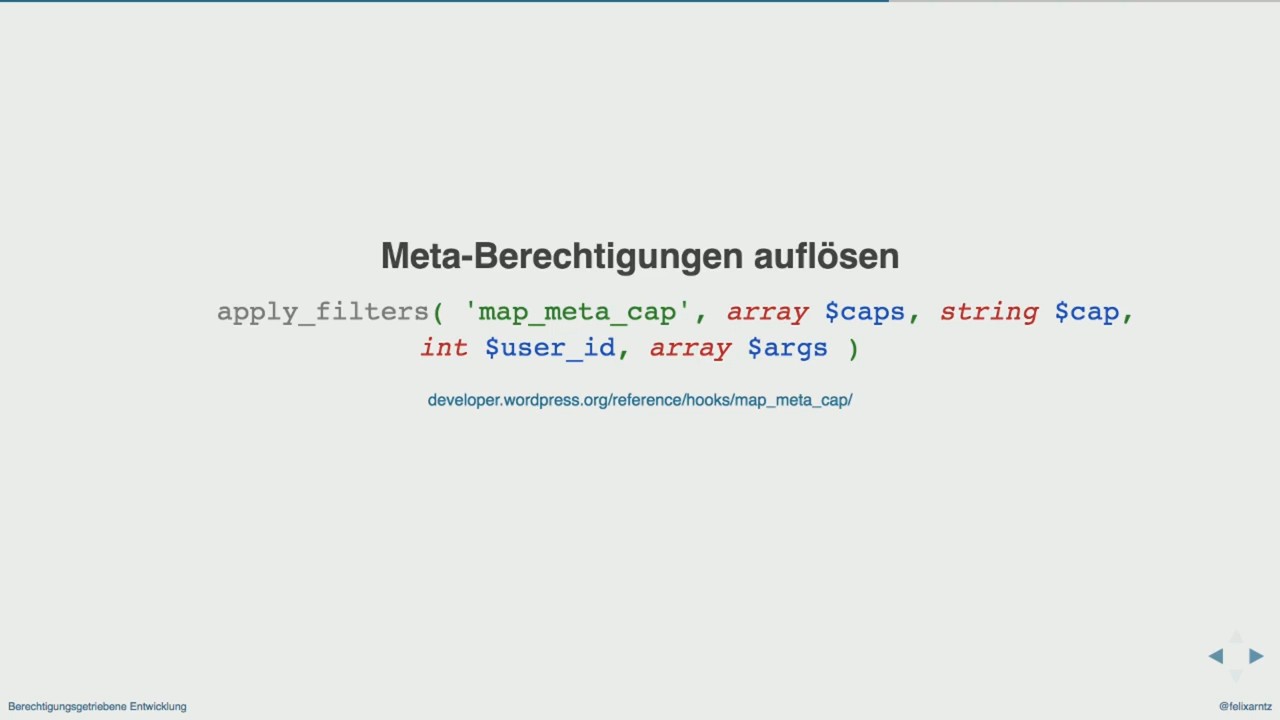 Meta-Berechtigungen auflösen
apply_filters( 'map_meta_cap', array $caps, string $cap,
int $user_id, array $args )
developer.wordpress.org/reference/hooks/map_meta_cap/
Berechtigungsgetriebene Entwicklung
@felixarntz